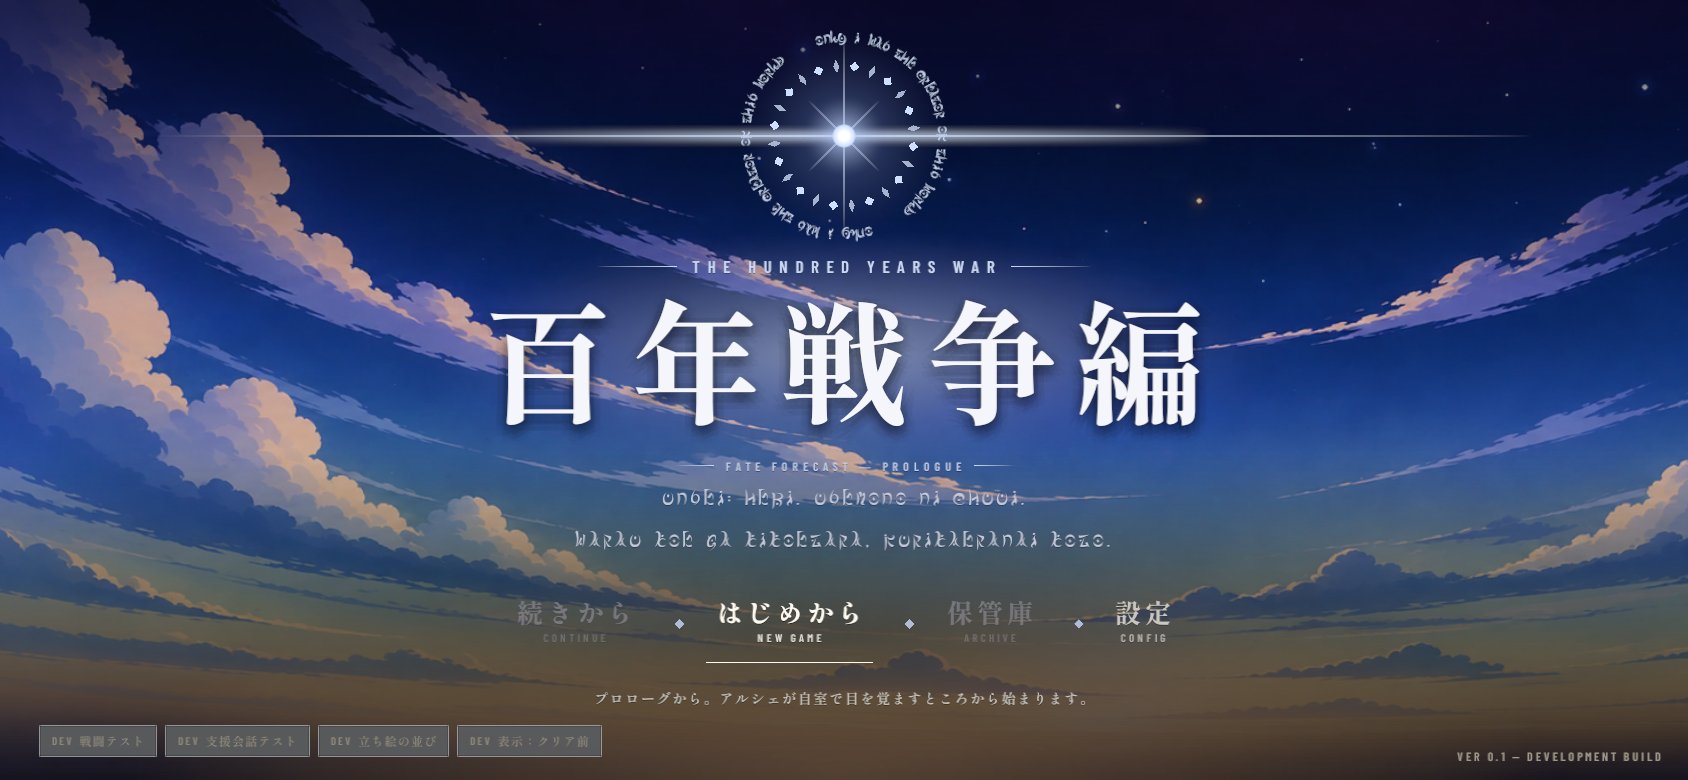 THE HUNDRED YEARS WAR
百年戦争編
FATE FORECAST — PROLOGUE
続きから
CONTINUE
はじめから
NEW GAME
保管庫
ARCHIVE
設定
CONFIG
プロローグから。アルシェが自室で目を覚ますところから始まります。
DEV 戦闘テスト
DEV 支援会話テスト
DEV 立ち絵の並び
DEV 表示：クリア前
VER 0.1 — DEVELOPMENT BUILD